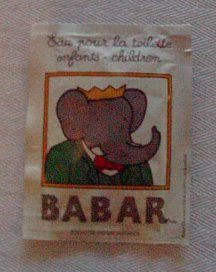 Eau pour la toilette
enfants - children
BABAR